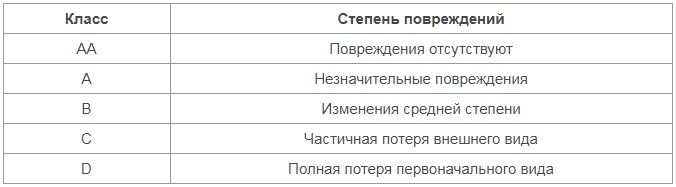 Класс Степень повреждений
AA Повреждения отсутствуют
A Незначительные повреждения
B Изменения средней степени
C Частичная потеря внешнего вида
D Полная потеря первоначального вида